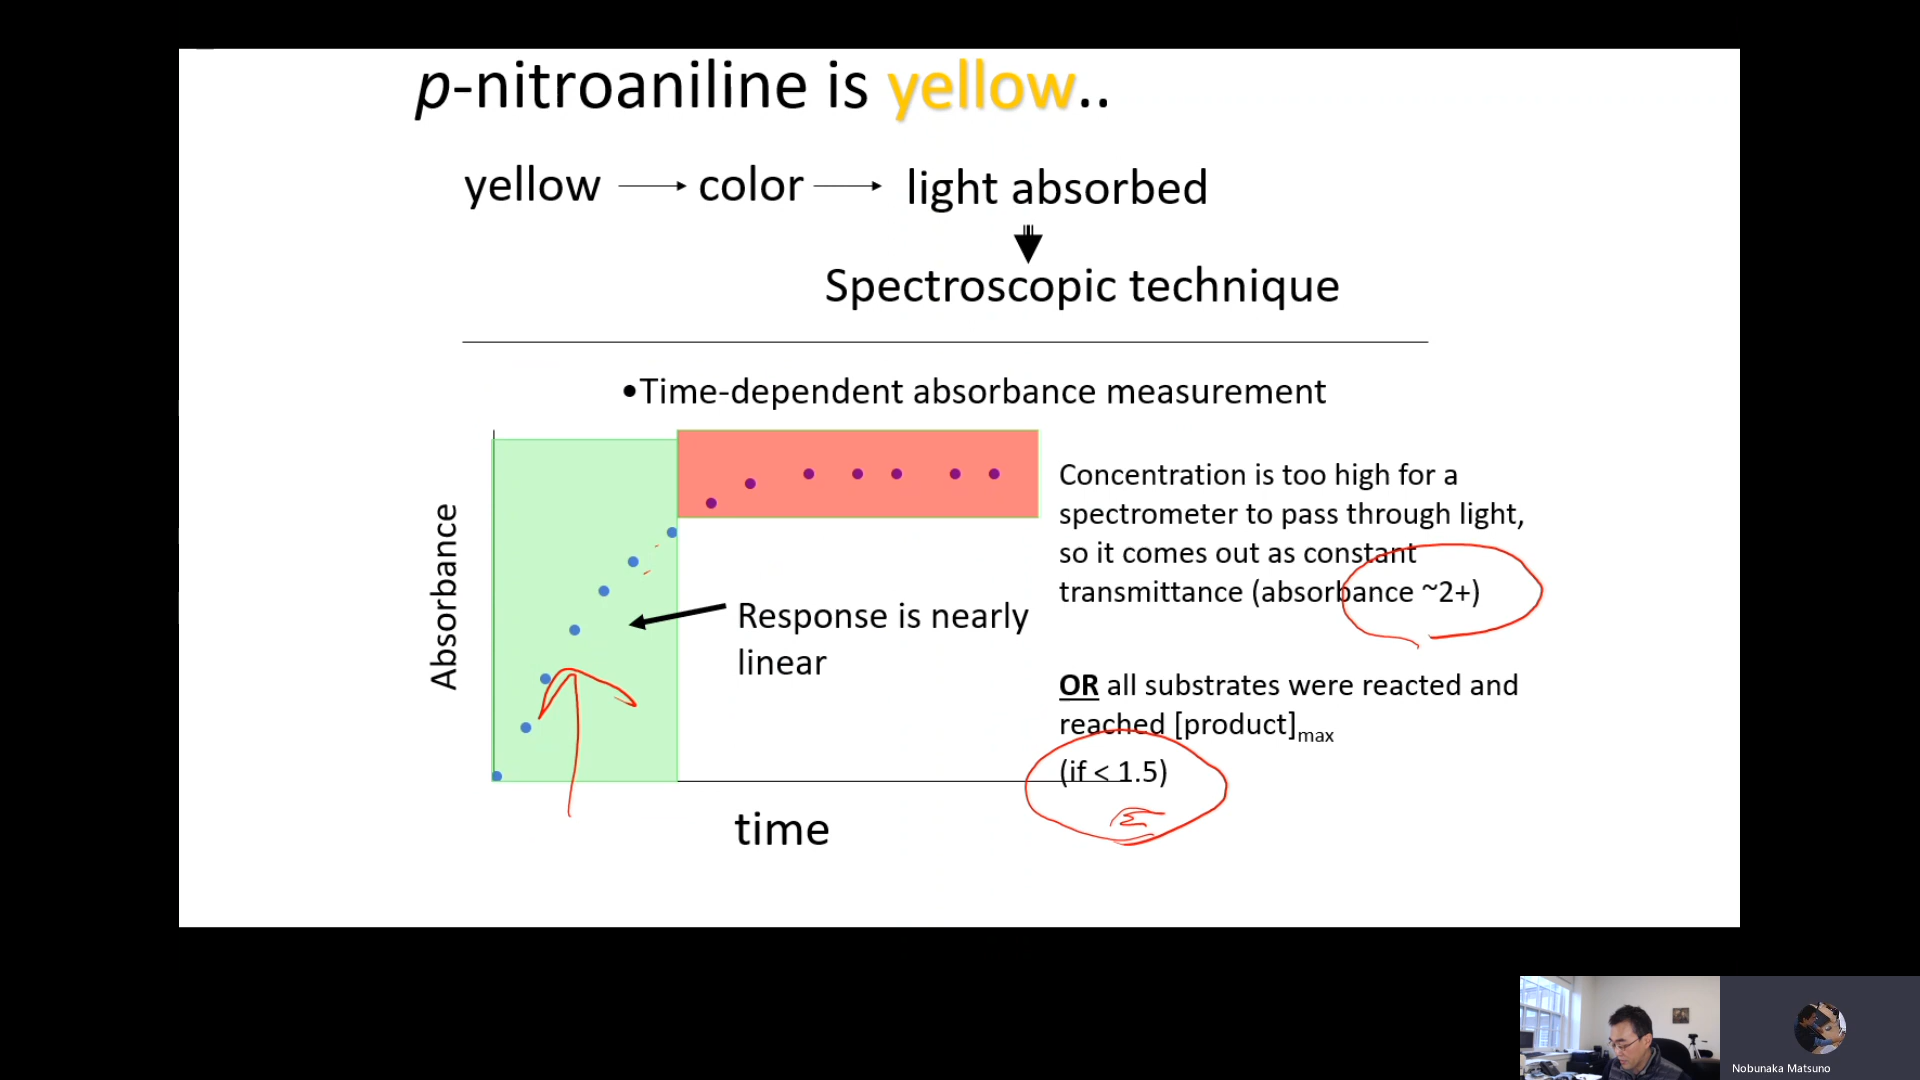 p-nitroaniline is yellow..
yellow → color → light absorbed
Spectroscopic technique
•Time-dependent absorbance measurement
Absorbance
Response is nearly
linear
time
Concentration is too high for a
spectrometer to pass through light,
so it comes out as constant
transmittance (absorbance ~2+)
OR all substrates were reacted and
reached [product]max
(if < 1.5)
Nobunaka Matsuno